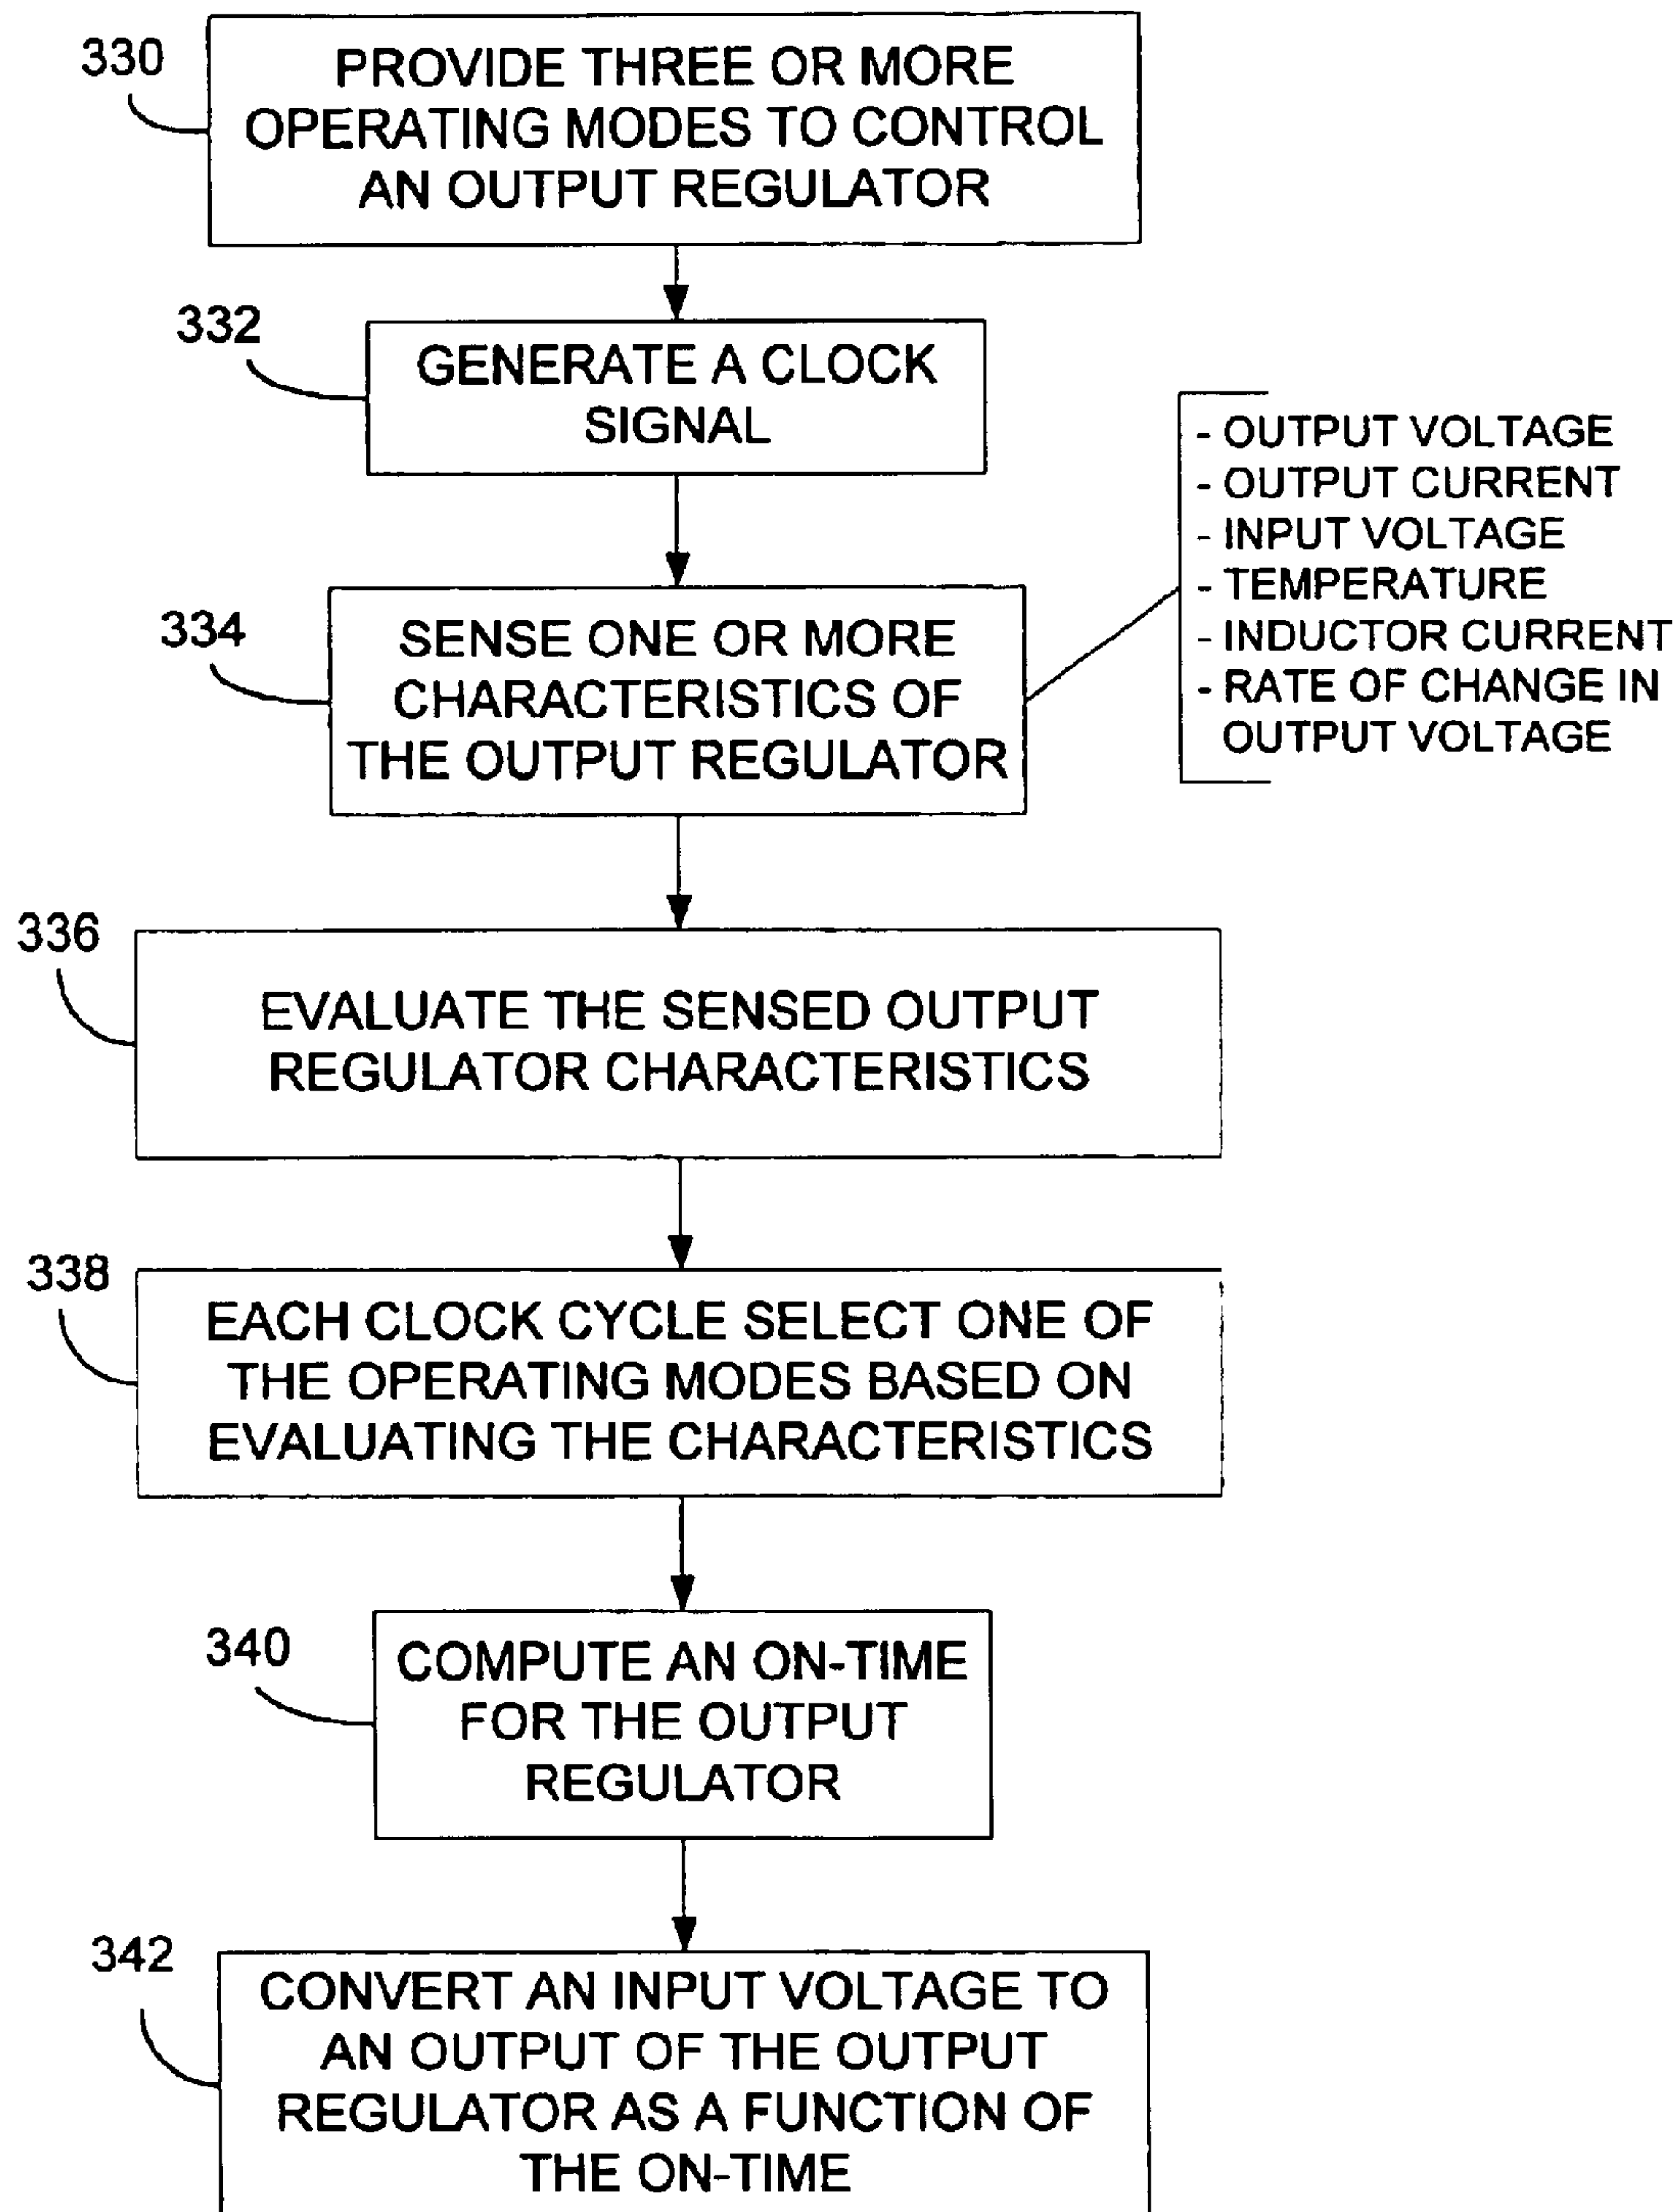 330
PROVIDE THREE OR MORE
OPERATING MODES TO CONTROL
AN OUTPUT REGULATOR
332
GENERATE A CLOCK
SIGNAL
334
SENSE ONE OR MORE
CHARACTERISTICS OF
THE OUTPUT REGULATOR
- OUTPUT VOLTAGE
- OUTPUT CURRENT
- INPUT VOLTAGE
- TEMPERATURE
- INDUCTOR CURRENT
- RATE OF CHANGE IN
OUTPUT VOLTAGE
336
EVALUATE THE SENSED OUTPUT
REGULATOR CHARACTERISTICS
338
EACH CLOCK CYCLE SELECT ONE OF
THE OPERATING MODES BASED ON
EVALUATING THE CHARACTERISTICS
340
COMPUTE AN ON-TIME
FOR THE OUTPUT
REGULATOR
342
CONVERT AN INPUT VOLTAGE TO
AN OUTPUT OF THE OUTPUT
REGULATOR AS A FUNCTION OF
THE ON-TIME